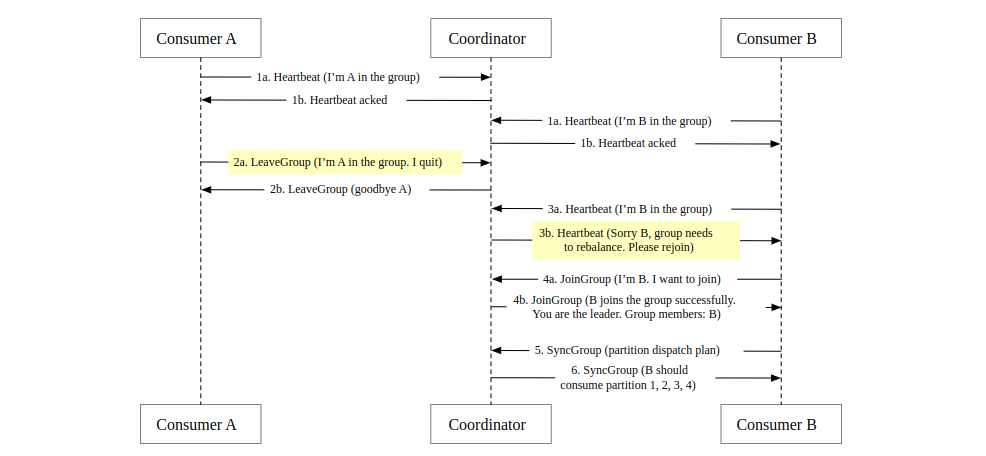 Consumer A
Coordinator
Consumer B
1a. Heartbeat (I’m A in the group)
1b. Heartbeat acked
1a. Heartbeat (I’m B in the group)
1b. Heartbeat acked
2a. LeaveGroup (I’m A in the group. I quit)
2b. LeaveGroup (goodbye A)
3a. Heartbeat (I’m B in the group)
3b. Heartbeat (Sorry B, group needs
to rebalance. Please rejoin)
4a. JoinGroup (I’m B. I want to join)
4b. JoinGroup (B joins the group successfully.
You are the leader. Group members: B)
5. SyncGroup (partition dispatch plan)
6. SyncGroup (B should
consume partition 1, 2, 3, 4)
Consumer A
Coordinator
Consumer B